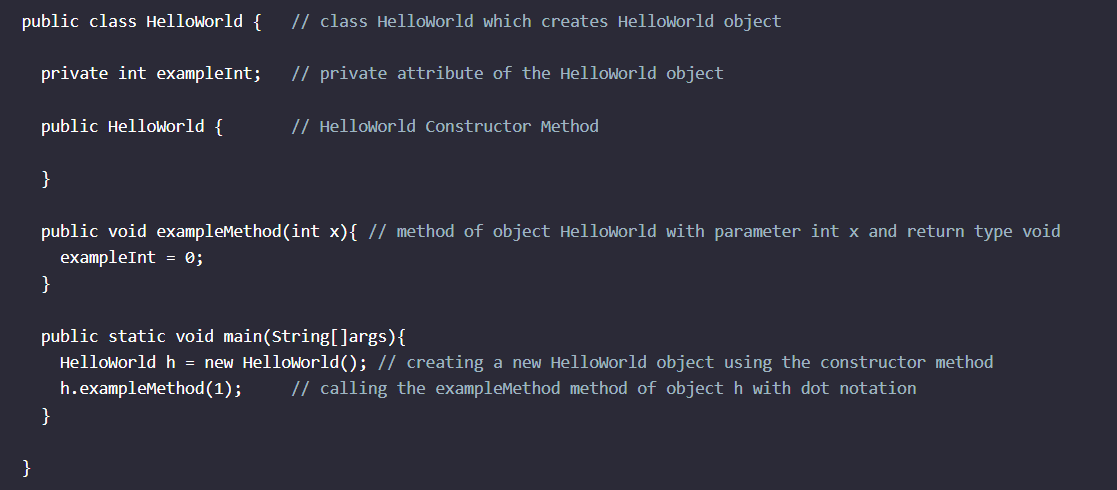 public class HelloWorld {   // class HelloWorld which creates HelloWorld object
private int exampleInt;   // private attribute of the HelloWorld object
public HelloWorld {       // HelloWorld Constructor Method
}
public void exampleMethod(int x){ // method of object HelloWorld with parameter int x and return type void
exampleInt = 0;
}
public static void main(String[]args){
HelloWorld h = new HelloWorld(); // creating a new HelloWorld object using the constructor method
h.exampleMethod(1);     // calling the exampleMethod method of object h with dot notation
}
}